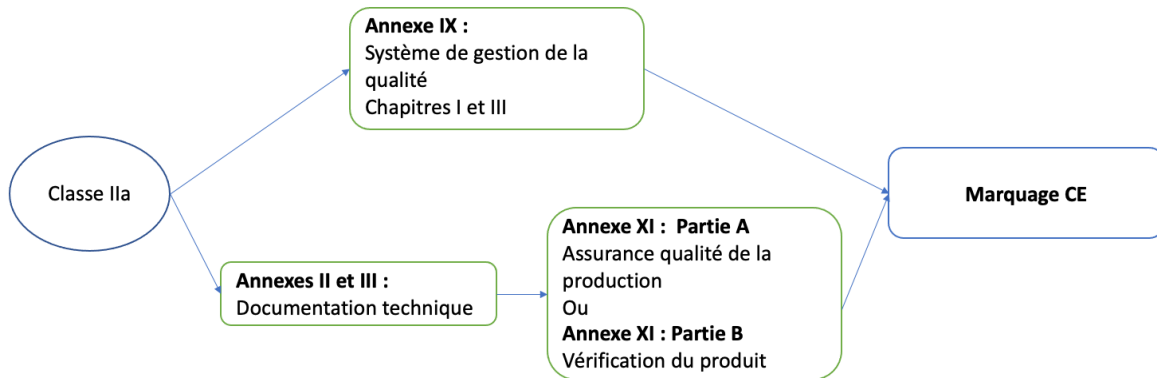 Annexe IX :
Système de gestion de la
qualité
Chapitres I et III
Classe IIa
Marquage CE
Annexes II et III :
Documentation technique
Annexe XI :  Partie A
Assurance qualité de la
production
Ou
Annexe XI : Partie B
Vérification du produit